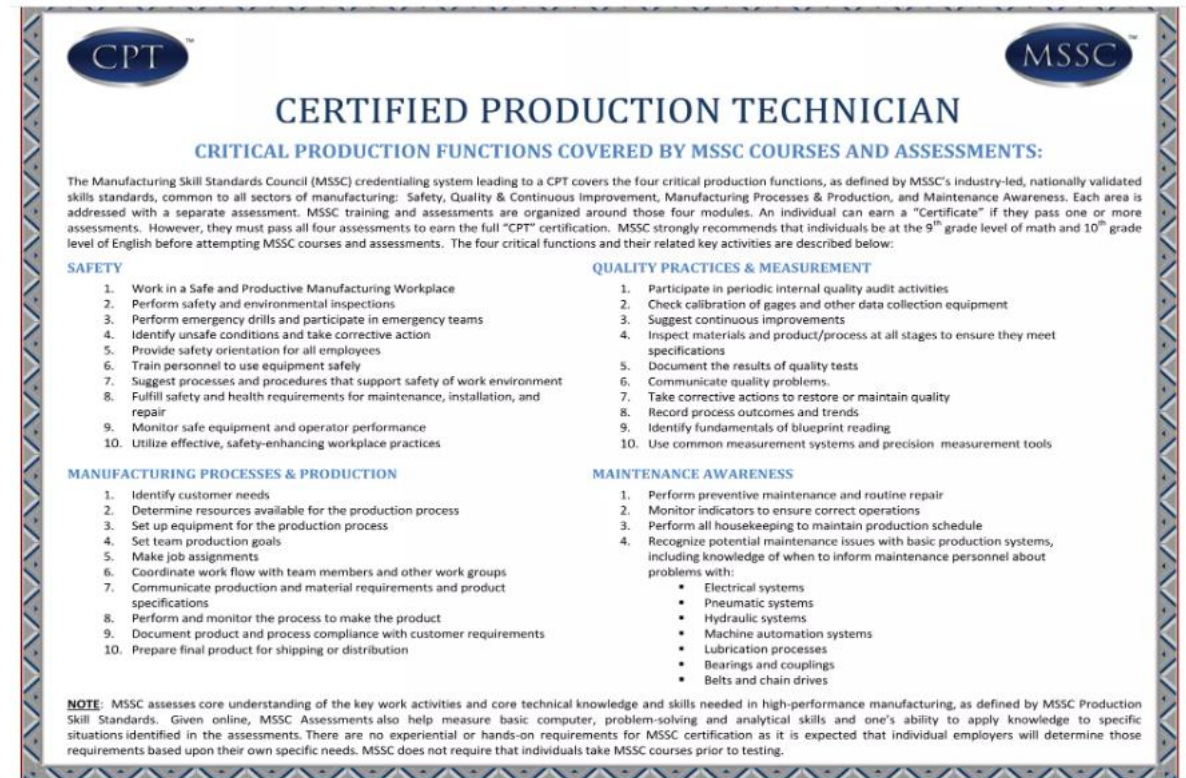 CPT™
MSSC™
CERTIFIED PRODUCTION TECHNICIAN
CRITICAL PRODUCTION FUNCTIONS COVERED BY MSSC COURSES AND ASSESSMENTS:
The Manufacturing Skill Standards Council (MSSC) credentialing system leading to a CPT covers the four critical production functions, as defined by MSSC's industry-led, nationally validated
skills standards, common to all sectors of manufacturing: Safety, Quality & Continuous Improvement, Manufacturing Processes & Production, and Maintenance Awareness. Each area is
addressed with a separate assessment. MSSC training and assessments are organized around those four modules. An individual can earn a "Certificate" if they pass one or more
assessments. However, they must pass all four assessments to earn the full "CPT" certification. MSSC strongly recommends that individuals be at the 9th grade level of math and 10th grade
level of English before attempting MSSC courses and assessments. The four critical functions and their related key activities are described below:
SAFETY
1. Work in a Safe and Productive Manufacturing Workplace
2. Perform safety and environmental inspections
3. Perform emergency drills and participate in emergency teams
4. Identify unsafe conditions and take corrective action
5. Provide safety orientation for all employees
6. Train personnel to use equipment safely
7. Suggest processes and procedures that support safety of work environment
8. Fulfill safety and health requirements for maintenance, installation, and
repair
9. Monitor safe equipment and operator performance
10. Utilize effective, safety-enhancing workplace practices
QUALITY PRACTICES & MEASUREMENT
1. Participate in periodic internal quality audit activities
2. Check calibration of gages and other data collection equipment
3. Suggest continuous improvements
4. Inspect materials and product/process at all stages to ensure they meet
specifications
5. Document the results of quality tests
6. Communicate quality problems.
7. Take corrective actions to restore or maintain quality
8. Record process outcomes and trends
9. Identify fundamentals of blueprint reading
10. Use common measurement systems and precision measurement tools
MANUFACTURING PROCESSES & PRODUCTION
1. Identify customer needs
2. Determine resources available for the production process
3. Set up equipment for the production process
4. Set team production goals
5. Make job assignments
6. Coordinate work flow with team members and other work groups
7. Communicate production and material requirements and product
specifications
8. Perform and monitor the process to make the product
9. Document product and process compliance with customer requirements
10. Prepare final product for shipping or distribution
MAINTENANCE AWARENESS
1. Perform preventive maintenance and routine repair
2. Monitor indicators to ensure correct operations
3. Perform all housekeeping to maintain production schedule
4. Recognize potential maintenance issues with basic production systems,
including knowledge of when to inform maintenance personnel about
problems with:
▪ Electrical systems
▪ Pneumatic systems
▪ Hydraulic systems
▪ Machine automation systems
▪ Lubrication processes
▪ Bearings and couplings
▪ Belts and chain drives
NOTE: MSSC assesses core understanding of the key work activities and core technical knowledge and skills needed in high-performance manufacturing, as defined by MSSC Production
Skill Standards. Given online, MSSC Assessments also help measure basic computer, problem-solving and analytical skills and one's ability to apply knowledge to specific
situations identified in the assessments. There are no experiential or hands-on requirements for MSSC certification as it is expected that individual employers will determine those
requirements based upon their own specific needs. MSSC does not require that individuals take MSSC courses prior to testing.